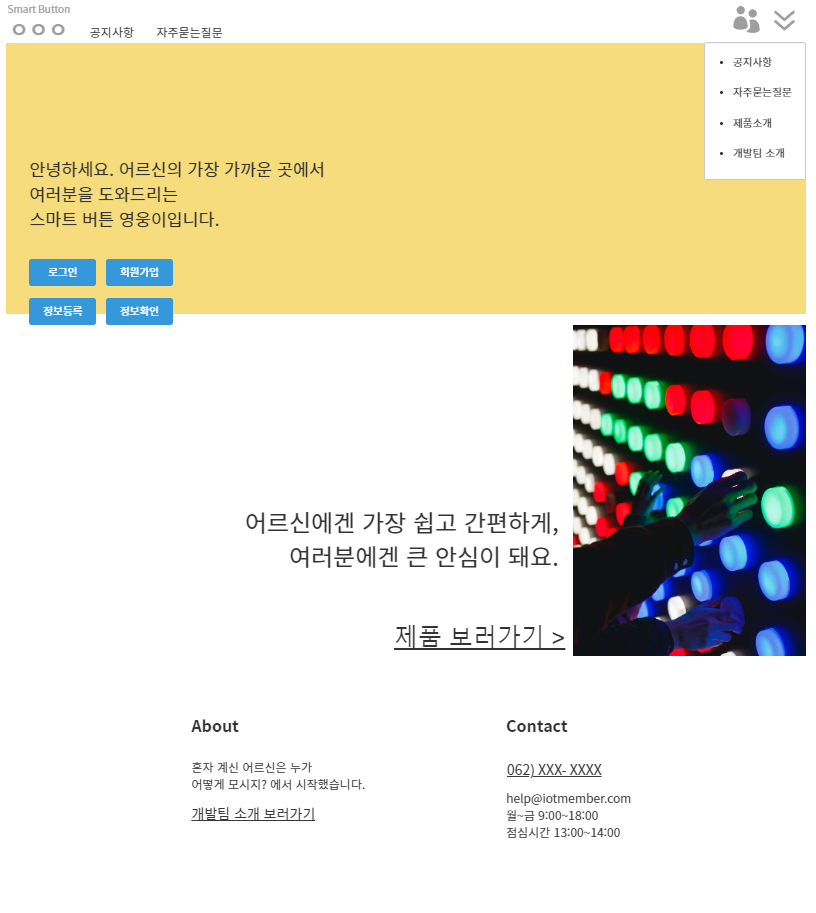 Smart Button
공지사항 자주묻는질문
공지사항
자주묻는질문
제품소개
개발팀 소개
안녕하세요. 어르신의 가장 가까운 곳에서
여러분을 도와드리는
스마트 버튼 영웅이입니다.
로그인 회원가입
정보등록 정보확인
어르신에겐 가장 쉽고 간편하게,
여러분에겐 큰 안심이 돼요.
제품 보러가기 >
About
혼자 계신 어르신은 누가
어떻게 모시지? 에서 시작했습니다.
개발팀 소개 보러가기
Contact
062) XXX- XXXX
help@iotmember.com
월~금 9:00~18:00
점심시간 13:00~14:00